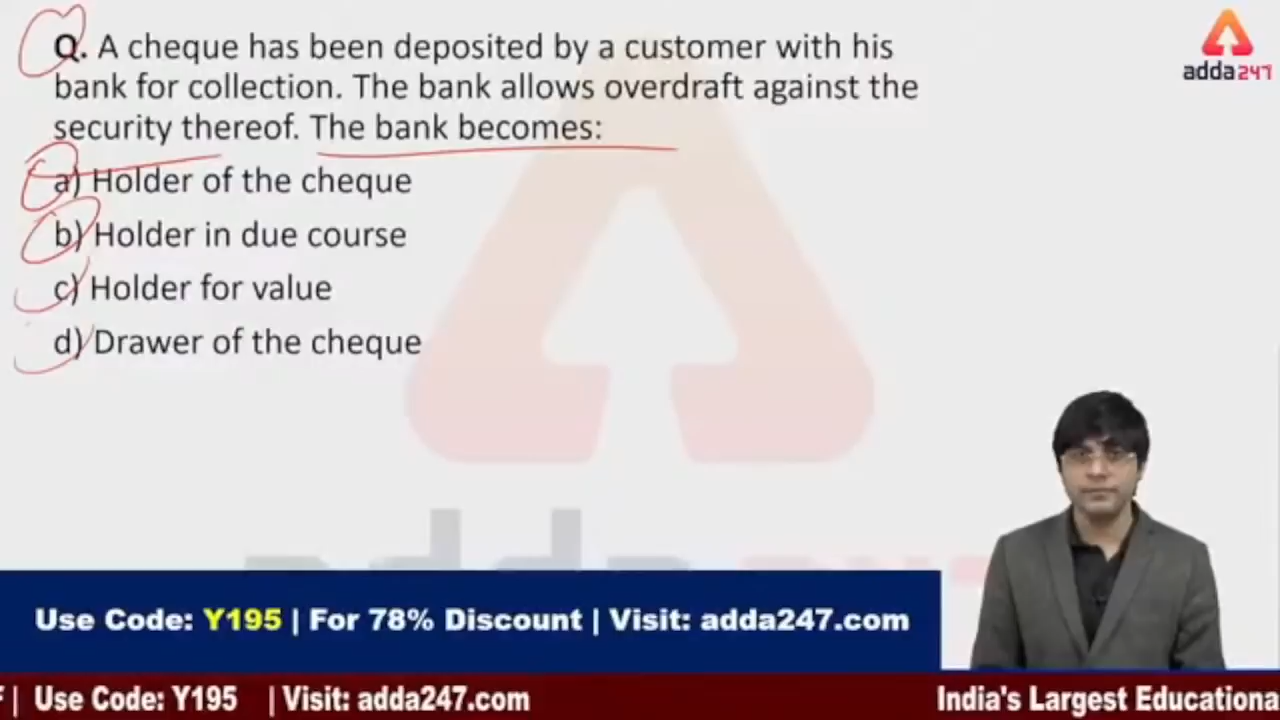 Q. A cheque has been deposited by a customer with his
bank for collection. The bank allows overdraft against the
security thereof. The bank becomes:
a) Holder of the cheque
b) Holder in due course
c) Holder for value
d) Drawer of the cheque
adda247
adda
Use Code: Y195 | For 78% Discount | Visit: adda247.com
| Use Code: Y195 | Visit: adda247.com
India's Largest Educationa